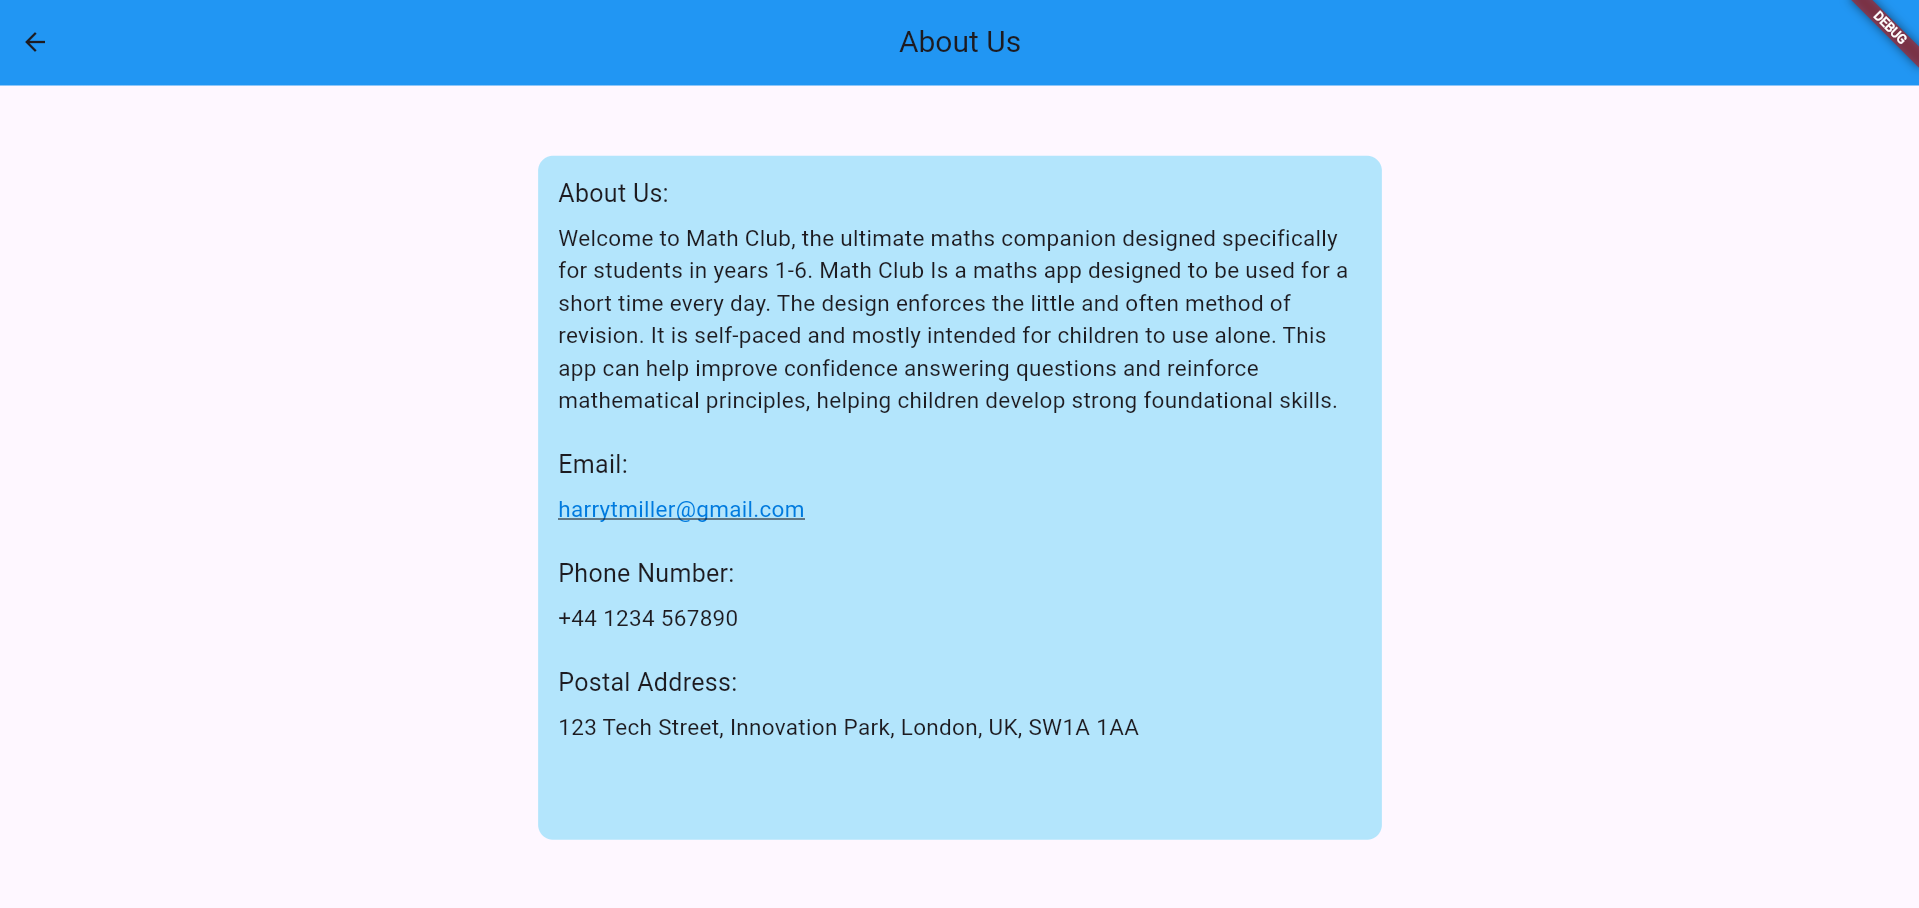 About Us
DEBUG
About Us:
Welcome to Math Club, the ultimate maths companion designed specifically
for students in years 1-6. Math Club Is a maths app designed to be used for a
short time every day. The design enforces the little and often method of
revision. It is self-paced and mostly intended for children to use alone. This
app can help improve confidence answering questions and reinforce
mathematical principles, helping children develop strong foundational skills.
Email:
harrytmiller@gmail.com
Phone Number:
+44 1234 567890
Postal Address:
123 Tech Street, Innovation Park, London, UK, SW1A 1AA